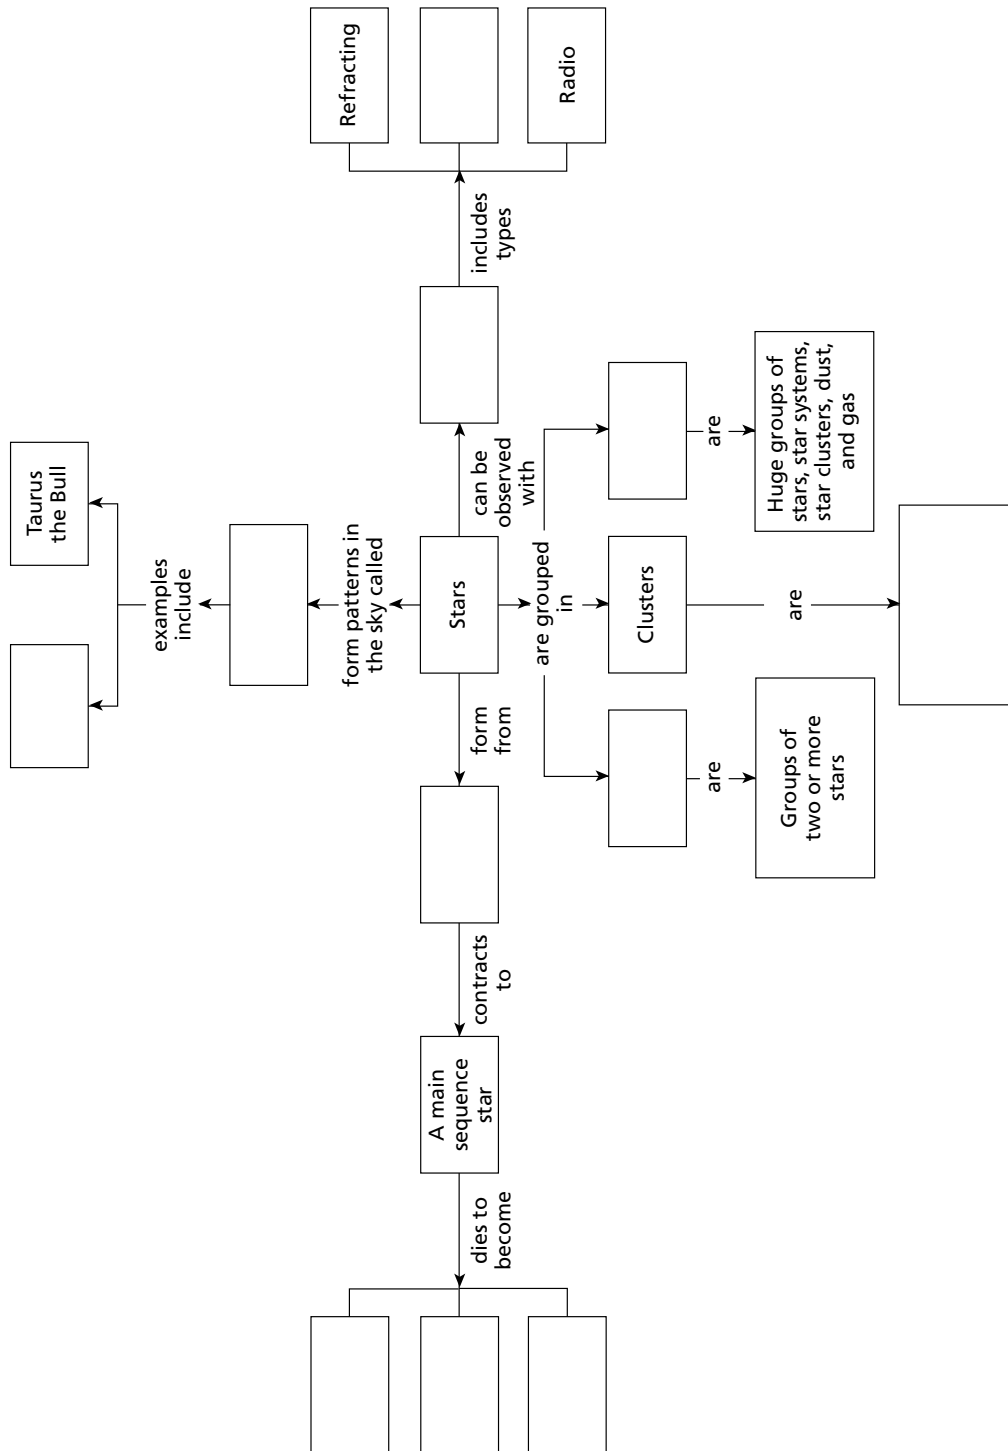 Taurus
the Bull
examples
include
form patterns in
the sky called
dies to
become
A main
sequence
star
contracts
to
form
from
Stars
can be
observed
with
includes
types
Refracting
Radio
are grouped
in
Clusters
are
are
are
Groups of
two or more
stars
Huge groups of
stars, star systems,
star clusters, dust,
and gas